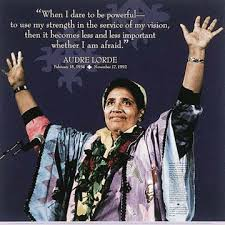 "When I dare to be powerful—
to use my strength in the service of my vision,
then it becomes less and less important
whether I am afraid."
AUDRE LORDE
February 18, 1934 November 17, 1992